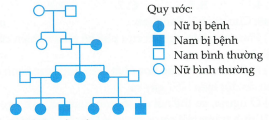 Quy ước:
Nữ bị bệnh
Nam bị bệnh
Nam bình thường
Nữ bình thường